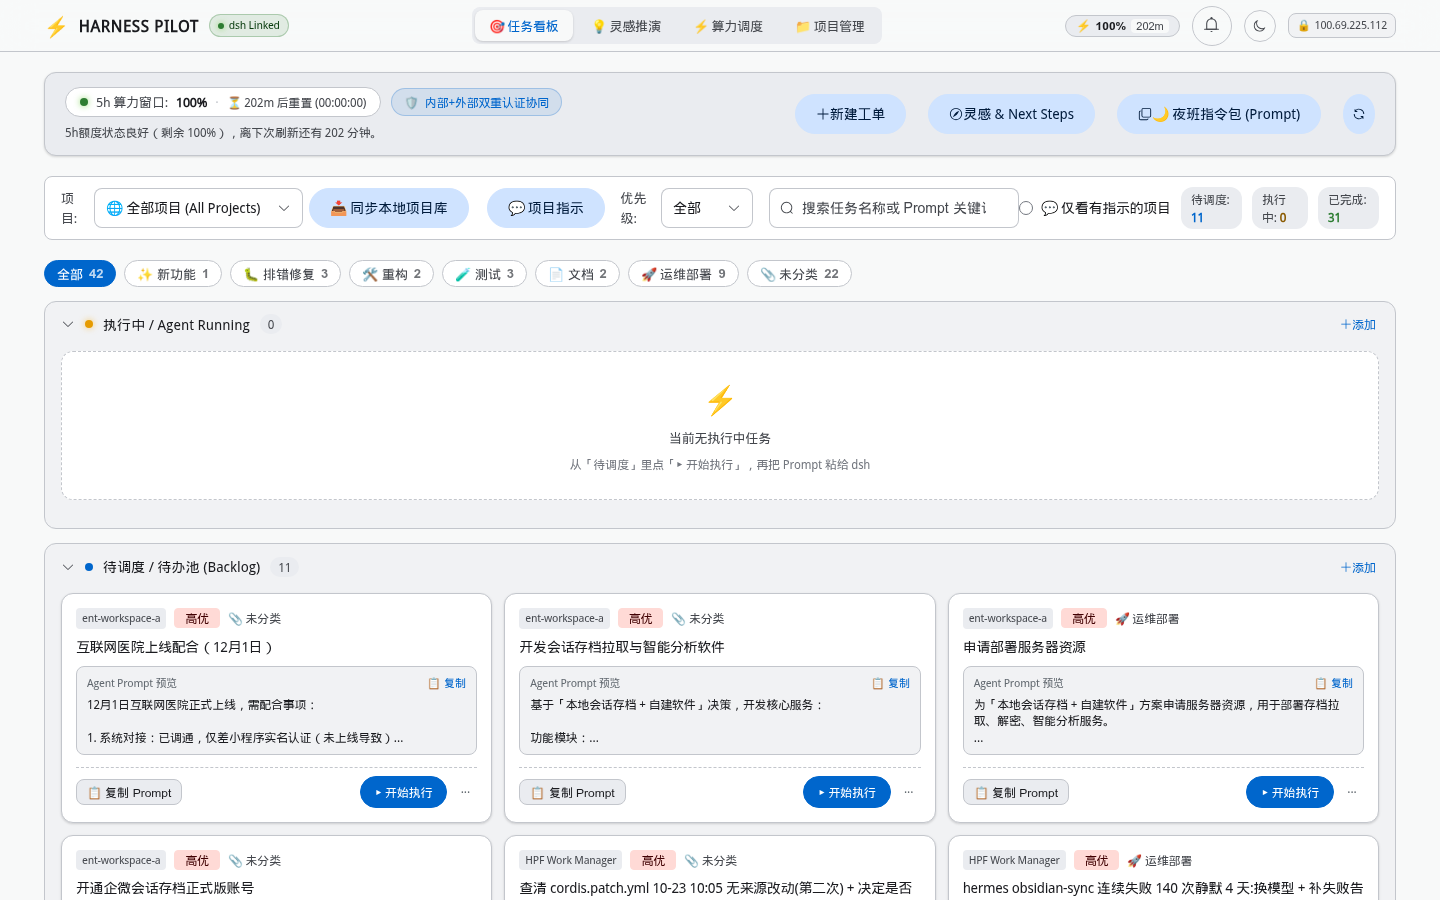 HARNESS PILOT
dsh Linked
任务看板
灵感推演
算力调度
项目管理
100%
202m
100.69.225.112
5h 算力窗口: 100% · 202m 后重置 (00:00:00)
内部+外部双重认证协同
5h额度状态良好（剩余 100%），离下次刷新还有 202 分钟。
新建工单
灵感 & Next Steps
夜班指令包 (Prompt)
项目:
全部项目 (All Projects)
同步本地项目库
项目指示
优先级:
全部
搜索任务名称或 Prompt 关键
仅看有指示的项目
待调度: 11
执行中: 0
已完成: 31
全部 42
新功能 1
排错修复 3
重构 2
测试 3
文档 2
运维部署 9
未分类 22
执行中 / Agent Running 0
添加
当前无执行中任务
从「待调度」里点「▸ 开始执行」，再把 Prompt 粘给 dsh
待调度 / 待办池 (Backlog) 11
添加
ent-workspace-a 高优 未分类
互联网医院上线配合（12月1日）
Agent Prompt 预览
复制
12月1日互联网医院正式上线，需配合事项：
1. 系统对接：已调通，仅差小程序实名认证（未上线导致）...
复制 Prompt
▸ 开始执行
...
ent-workspace-a 高优 未分类
开发会话存档拉取与智能分析软件
Agent Prompt 预览
复制
基于「本地会话存档 + 自建软件」决策，开发核心服务：
功能模块：...
复制 Prompt
▸ 开始执行
...
ent-workspace-a 高优 运维部署
申请部署服务器资源
Agent Prompt 预览
复制
为「本地会话存档 + 自建软件」方案申请服务器资源，用于部署存档拉
取、解密、智能分析服务。
...
复制 Prompt
▸ 开始执行
...
ent-workspace-a 高优 未分类
开通企微会话存档正式版账号
HPF Work Manager 高优 未分类
查清 cordis.patch.yml 10-23 10:05 无来源改动(第二次) + 决定是否
HPF Work Manager 高优 运维部署
hermes obsidian-sync 连续失败 140 次静默 4 天:换模型 + 补失败告